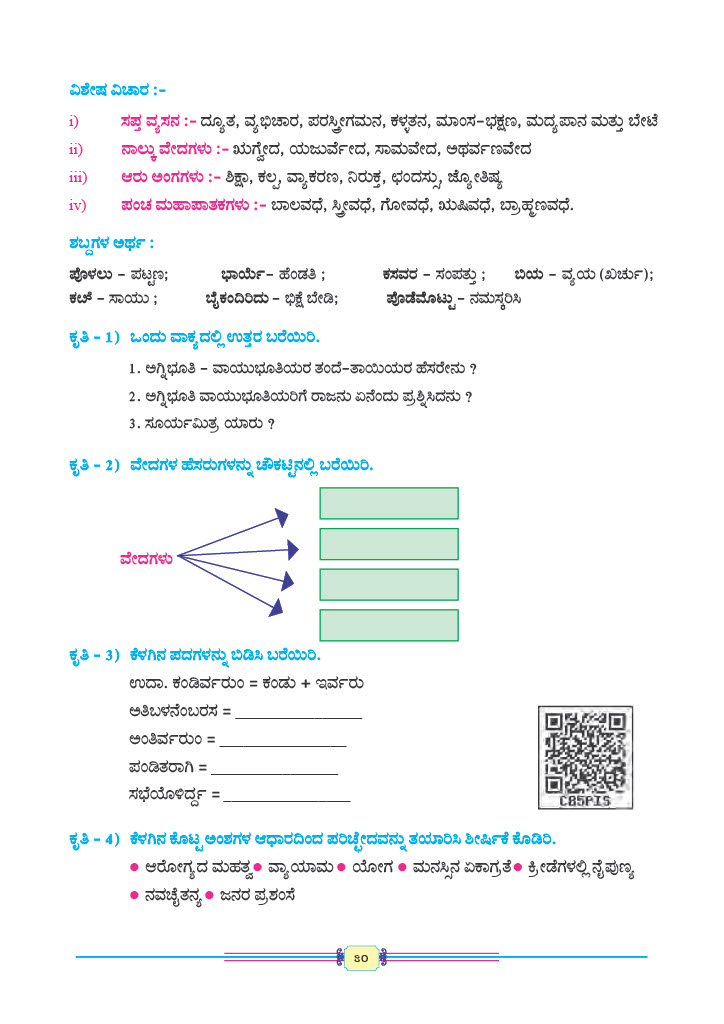 ವಿಶೇಷ ವಿಚಾರ :-
i) ಸಪ್ತ ವ್ಯಸನ :- ದ್ಯೂತ, ವ್ಯಭಿಚಾರ, ಪರಸ್ತ್ರೀಗಮನ, ಕಳ್ಳತನ, ಮಾಂಸ-ಭಕ್ಷಣ, ಮದ್ಯಪಾನ ಮತ್ತು ಬೇಟೆ
ii) ನಾಲ್ಕು ವೇದಗಳು :- ಋಗ್ವೇದ, ಯಜುರ್ವೇದ, ಸಾಮವೇದ, ಅಥರ್ವಣವೇದ
iii) ಆರು ಅಂಗಗಳು :- ಶಿಕ್ಷಾ, ಕಲ್ಪ, ವ್ಯಾಕರಣ, ನಿರುಕ್ತ, ಛಂದಸ್ಸು, ಜ್ಯೋತಿಷ್ಯ
iv) ಪಂಚ ಮಹಾಪಾತಕಗಳು :- ಬಾಲವಧೆ, ಸ್ತ್ರೀವಧೆ, ಗೋವಧೆ, ಋಷಿವಧೆ, ಬ್ರಾಹ್ಮಣವಧೆ.
ಶಬ್ದಗಳ ಅರ್ಥ :
ಪೊಳಲು - ಪಟ್ಟಣ; ಭಾರ್ಯೆ- ಹೆಂಡತಿ ; ಕಸವರ - ಸಂಪತ್ತು ; ಬಿಯ - ವ್ಯಯ (ಖರ್ಚು);
ಕೞ್ - ಸಾಯು ; ಬೈಕಂದಿರಿದು - ಭಿಕ್ಷೆ ಬೇಡಿ; ಪೊಡೆಮೊಟ್ಟು - ನಮಸ್ಕರಿಸಿ
ಕೃತಿ - 1) ಒಂದು ವಾಕ್ಯದಲ್ಲಿ ಉತ್ತರ ಬರೆಯಿರಿ.
1. ಅಗ್ನಿಭೂತಿ - ವಾಯುಭೂತಿಯರ ತಂದೆ-ತಾಯಿಯರ ಹೆಸರೇನು ?
2. ಅಗ್ನಿಭೂತಿ ವಾಯುಭೂತಿಯರಿಗೆ ರಾಜನು ಏನೆಂದು ಪ್ರಶ್ನಿಸಿದನು ?
3. ಸೂರ್ಯಮಿತ್ರ ಯಾರು ?
ಕೃತಿ - 2) ವೇದಗಳ ಹೆಸರುಗಳನ್ನು ಚೌಕಟ್ಟಿನಲ್ಲಿ ಬರೆಯಿರಿ.
ವೇದಗಳು
ಕೃತಿ - 3) ಕೆಳಗಿನ ಪದಗಳನ್ನು ಬಿಡಿಸಿ ಬರೆಯಿರಿ.
ಉದಾ. ಕಂಡಿರ್ವರುಂ = ಕಂಡು + ಇರ್ವರು
ಅತಿಬಳನೆಂಬರಸ = ________________
ಅಂತಿರ್ವರುಂ = ________________
ಪಂಡಿತರಾಗಿ = ________________
ಸಭೆಯೊಳಿರ್ದ್ದ = ________________
C85PIS
ಕೃತಿ - 4) ಕೆಳಗಿನ ಕೊಟ್ಟ ಅಂಶಗಳ ಆಧಾರದಿಂದ ಪರಿಚ್ಛೇದವನ್ನು ತಯಾರಿಸಿ ಶೀರ್ಷಿಕೆ ಕೊಡಿರಿ.
● ಆರೋಗ್ಯದ ಮಹತ್ವ ● ವ್ಯಾಯಾಮ ● ಯೋಗ ● ಮನಸ್ಸಿನ ಏಕಾಗ್ರತೆ ● ಕ್ರೀಡೆಗಳಲ್ಲಿ ನೈಪುಣ್ಯ
● ನವಚೈತನ್ಯ ● ಜನರ ಪ್ರಶಂಸೆ
೬೦